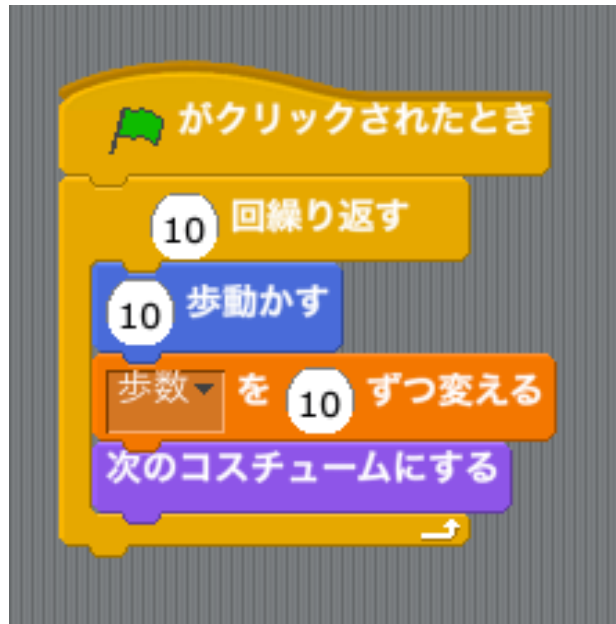 がクリックされたとき
10 回繰り返す
10 歩動かす
歩数 を 10 ずつ変える
次のコスチュームにする